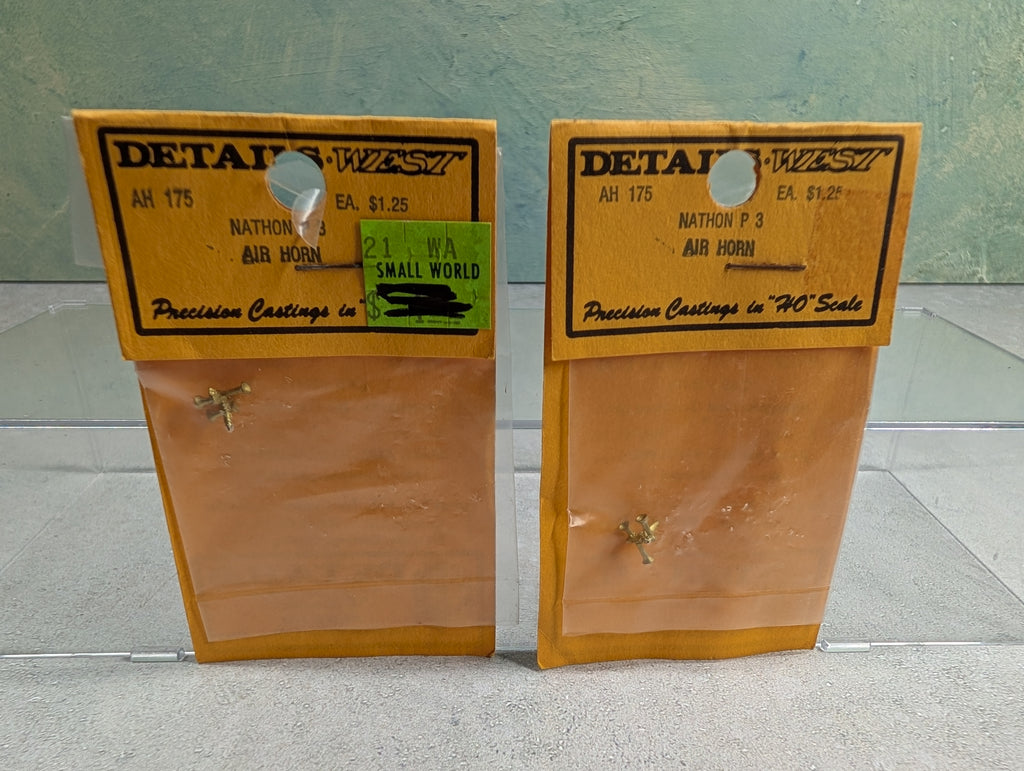 DETAILS·WEST
AH 175
EA. $1.25
NATHON P 3
AIR HORN
21 WA
SMALL WORLD
$
Precision Castings in "
DETAILS·WEST
AH 175
EA. $1.25
NATHON P 3
AIR HORN
Precision Castings in "HO" Scale